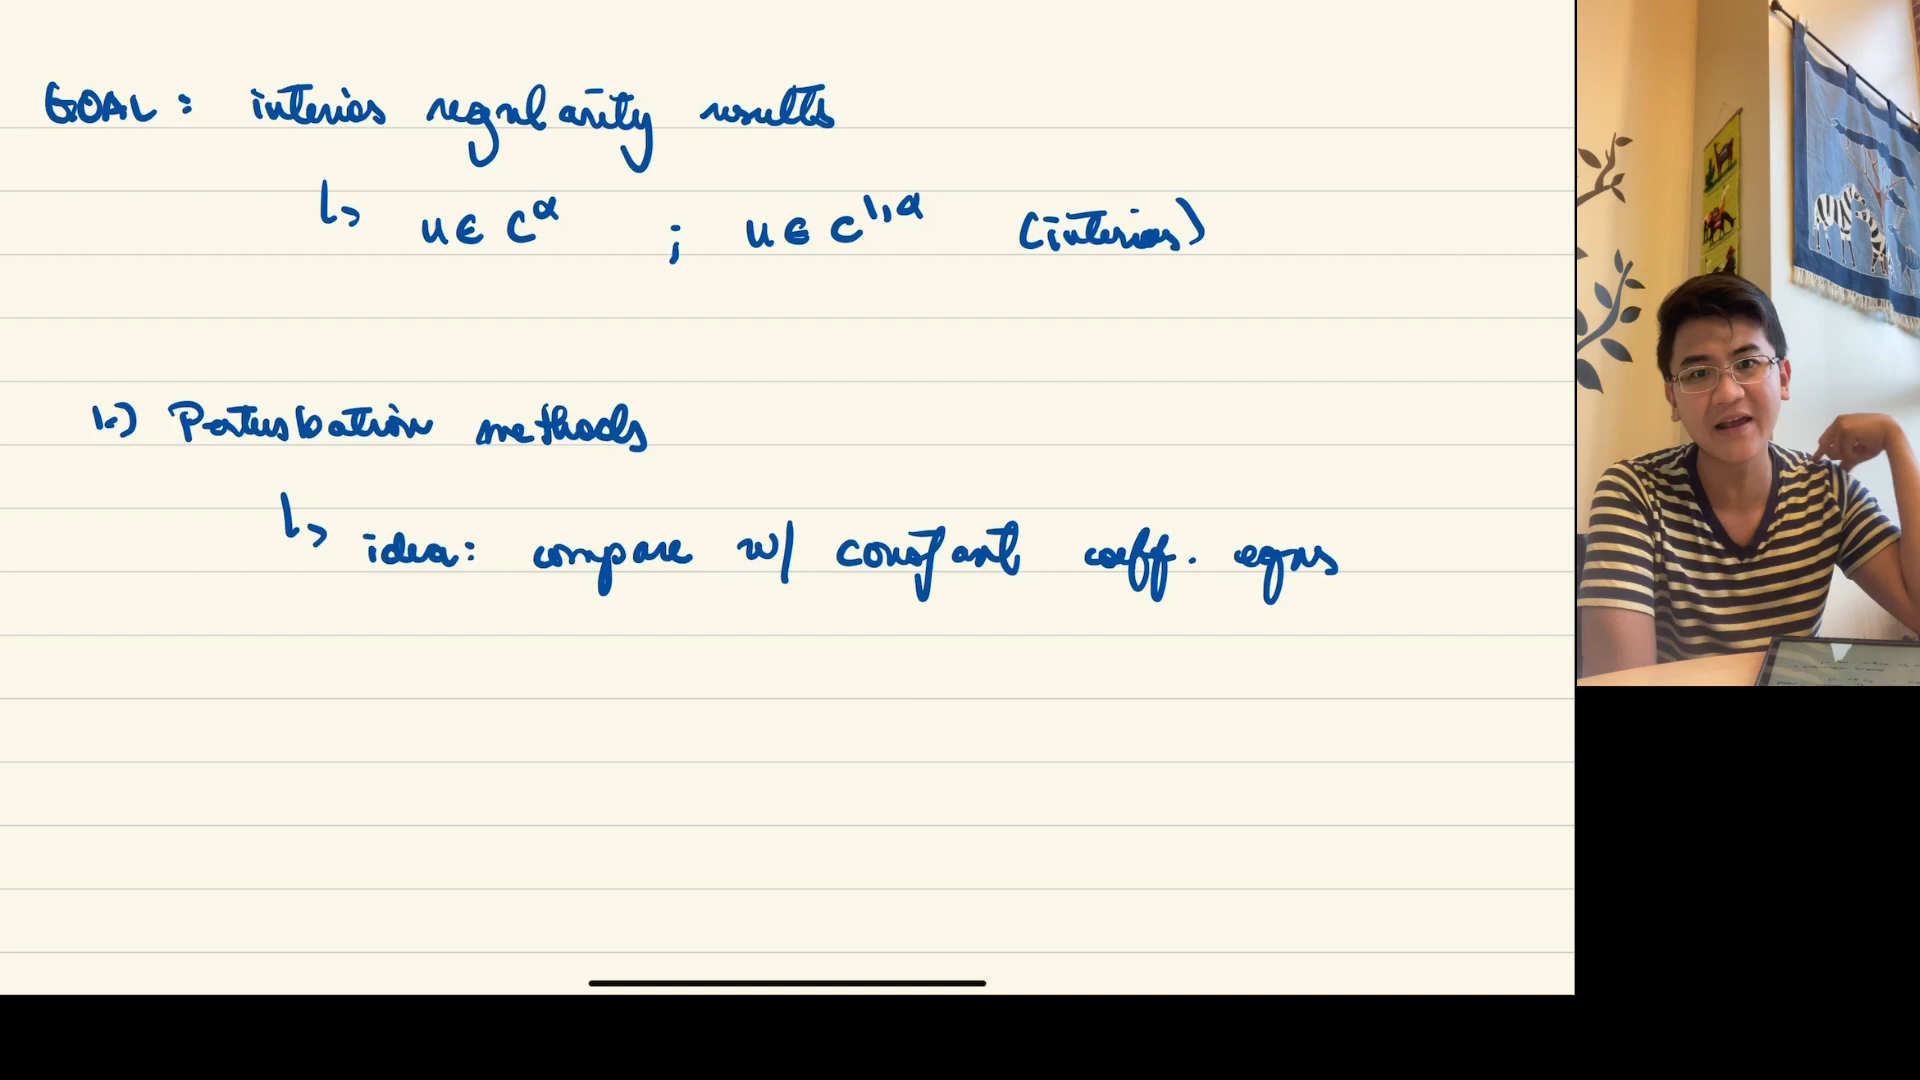 GOAL: interior regularity results
↳ u ∈ C^α ; u ∈ C^{1,α} (interior)
1.) Perturbation methods
↳ idea: compare w/ constant coeff. eqns